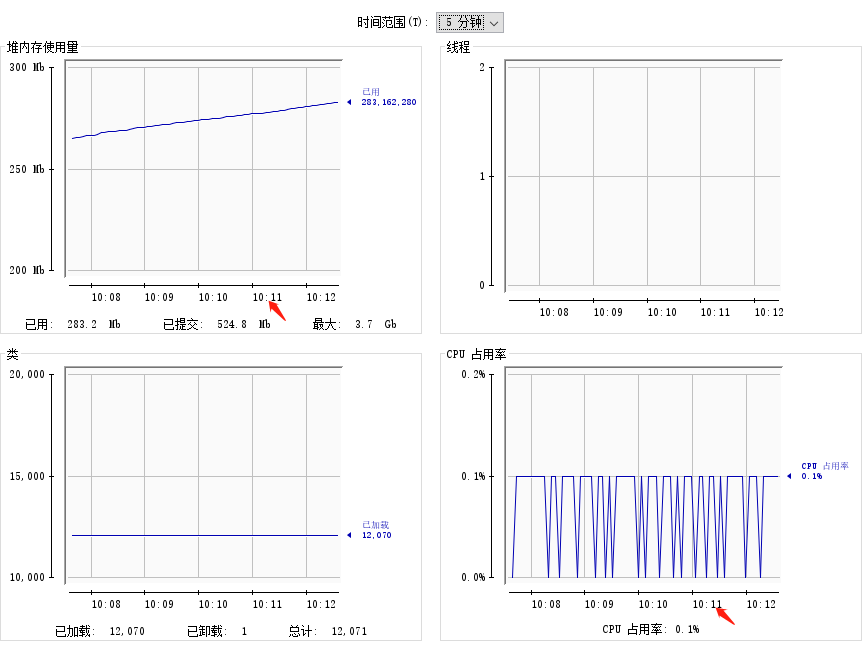 时间范围(T): 5 分钟
堆内存使用量
300 Mb
250 Mb
200 Mb
已用
283,162,280
10:08 10:09 10:10 10:11 10:12
已用: 283.2 Mb 已提交: 524.8 Mb 最大: 3.7 Gb
线程
2
1
0
10:08 10:09 10:10 10:11 10:12
类
20,000
15,000
10,000
已加载
12,070
10:08 10:09 10:10 10:11 10:12
已加载: 12,070 已卸载: 1 总计: 12,071
CPU 占用率
0.2%
0.1%
0.0%
CPU 占用率
0.1%
10:08 10:09 10:10 10:11 10:12
CPU 占用率: 0.1%